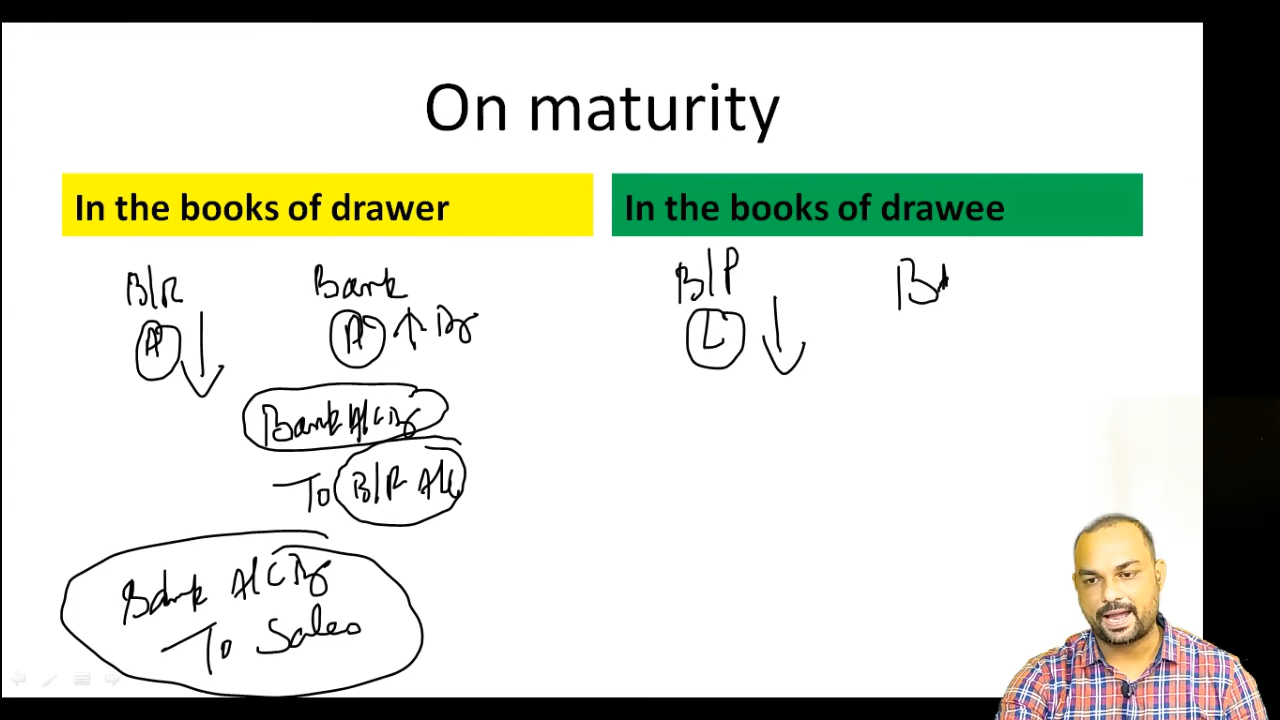 On maturity
In the books of drawer
In the books of drawee
B/R Bank
A A Dr
Bank A/C Dr
To B/R A/C
Bank A/C Dr
To Sales
B/P Ba
L